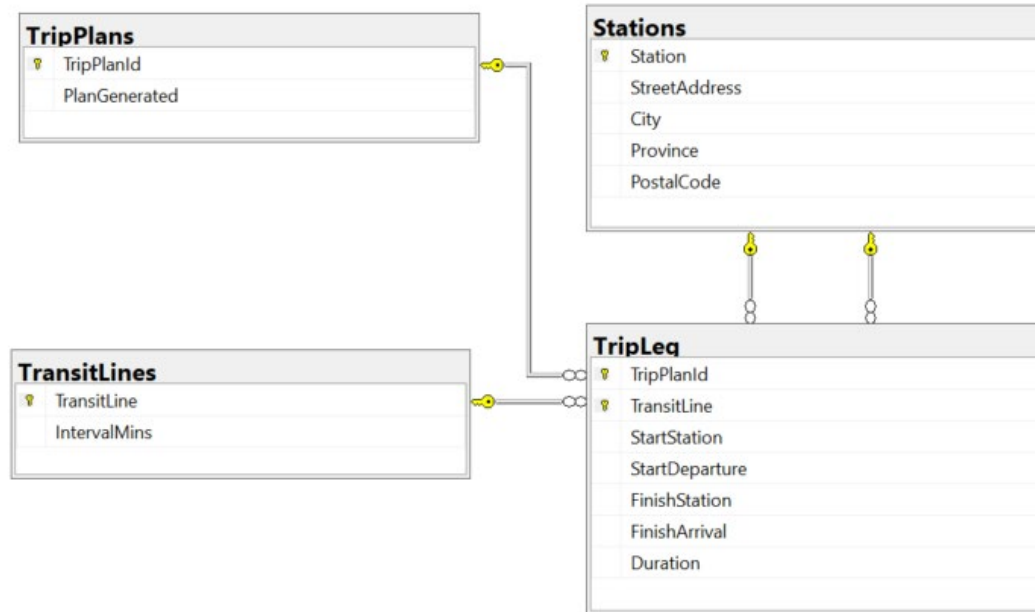 TripPlans
TripPlanId
PlanGenerated
Stations
Station
StreetAddress
City
Province
PostalCode
TransitLines
TransitLine
IntervalMins
TripLeg
TripPlanId
TransitLine
StartStation
StartDeparture
FinishStation
FinishArrival
Duration